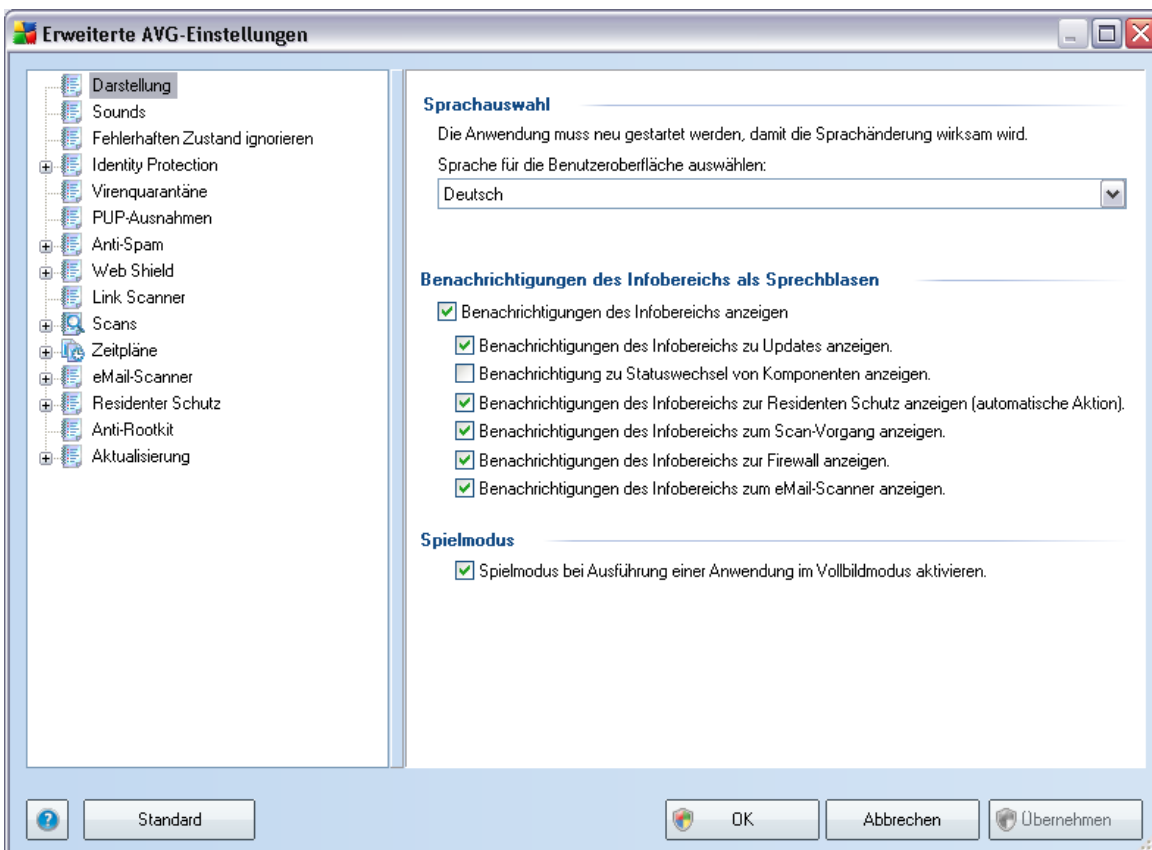 Erweiterte AVG-Einstellungen
Darstellung
Sounds
Fehlerhaften Zustand ignorieren
Identity Protection
Virenquarantäne
PUP-Ausnahmen
Anti-Spam
Web Shield
Link Scanner
Scans
Zeitpläne
eMail-Scanner
Residenter Schutz
Anti-Rootkit
Aktualisierung
Sprachauswahl
Die Anwendung muss neu gestartet werden, damit die Sprachänderung wirksam wird.
Sprache für die Benutzeroberfläche auswählen:
Deutsch
Benachrichtigungen des Infobereichs als Sprechblasen
Benachrichtigungen des Infobereichs anzeigen
Benachrichtigungen des Infobereichs zu Updates anzeigen.
Benachrichtigung zu Statuswechsel von Komponenten anzeigen.
Benachrichtigungen des Infobereichs zur Residenten Schutz anzeigen (automatische Aktion).
Benachrichtigungen des Infobereichs zum Scan-Vorgang anzeigen.
Benachrichtigungen des Infobereichs zur Firewall anzeigen.
Benachrichtigungen des Infobereichs zum eMail-Scanner anzeigen.
Spielmodus
Spielmodus bei Ausführung einer Anwendung im Vollbildmodus aktivieren.
Standard
OK
Abbrechen
Übernehmen